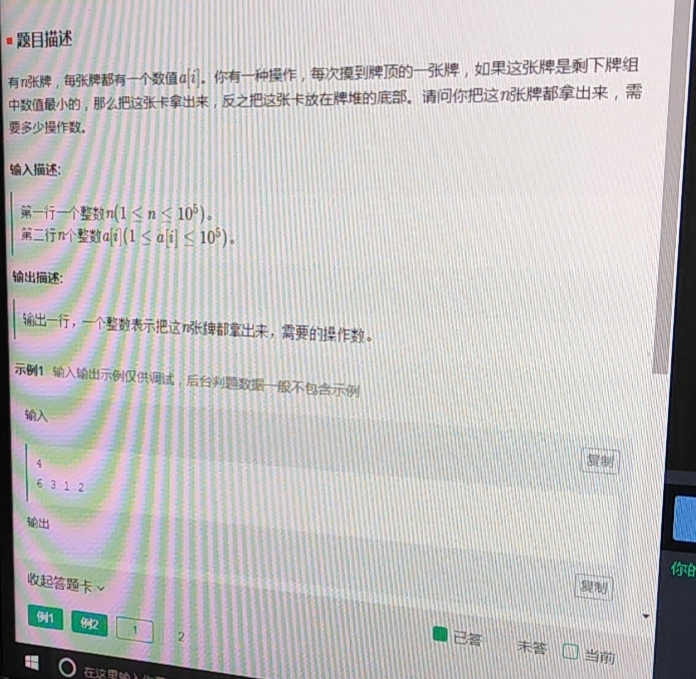 题目描述
有n张牌，每张牌都有一个数值a[i]。你有一种操作，每次摸到牌顶的一张牌，如果这张牌是剩下牌组
中数值最小的，那么把这张卡拿出来，反之把这张卡放在牌堆的底部。请问你把这n张牌都拿出来，需
要多少操作数。
输入描述:
第一行一个整数n(1 ≤ n ≤ 10⁵)。
第二行n个整数a[i](1 ≤ a[i] ≤ 10⁵)。
输出描述:
输出一行，一个整数表示把这n张牌都拿出来，需要的操作数。
示例1 输入输出示例仅供调试，后台判题数据一般不包含示例
输入
复制
4
6 3 1 2
输出
复制
收起答题卡
例1 例2 1 2
已答 未答 当前
你的
在这里输入